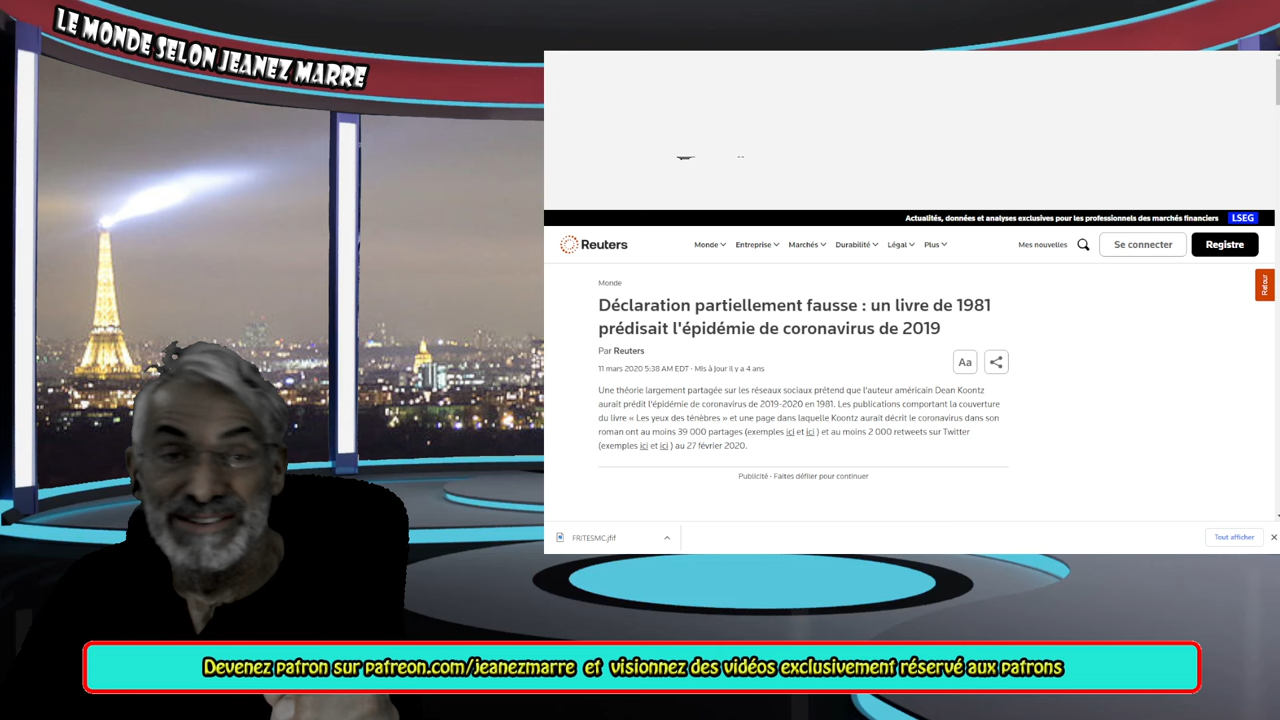 LE MONDE SELON JEANEZ MARRE
Actualités, données et analyses exclusives pour les professionnels des marchés financiers LSEG
Reuters Monde Entreprise Marchés Durabilité Légal Plus Mes nouvelles Se connecter Registre
Retour
Monde
Déclaration partiellement fausse : un livre de 1981
prédisait l'épidémie de coronavirus de 2019
Par Reuters
11 mars 2020 5:38 AM EDT · Mis à jour il y a 4 ans
Aa
Une théorie largement partagée sur les réseaux sociaux prétend que l'auteur américain Dean Koontz
aurait prédit l'épidémie de coronavirus de 2019-2020 en 1981. Les publications comportant la couverture
du livre « Les yeux des ténèbres » et une page dans laquelle Koontz aurait décrit le coronavirus dans son
roman ont au moins 39 000 partages (exemples ici et ici ) et au moins 2 000 retweets sur Twitter
(exemples ici et ici ) au 27 février 2020.
Publicité · Faites défiler pour continuer
FRITESMC.jfif
Tout afficher
Devenez patron sur patreon.com/jeanezmarre et visionnez des vidéos exclusivement réservé aux patrons